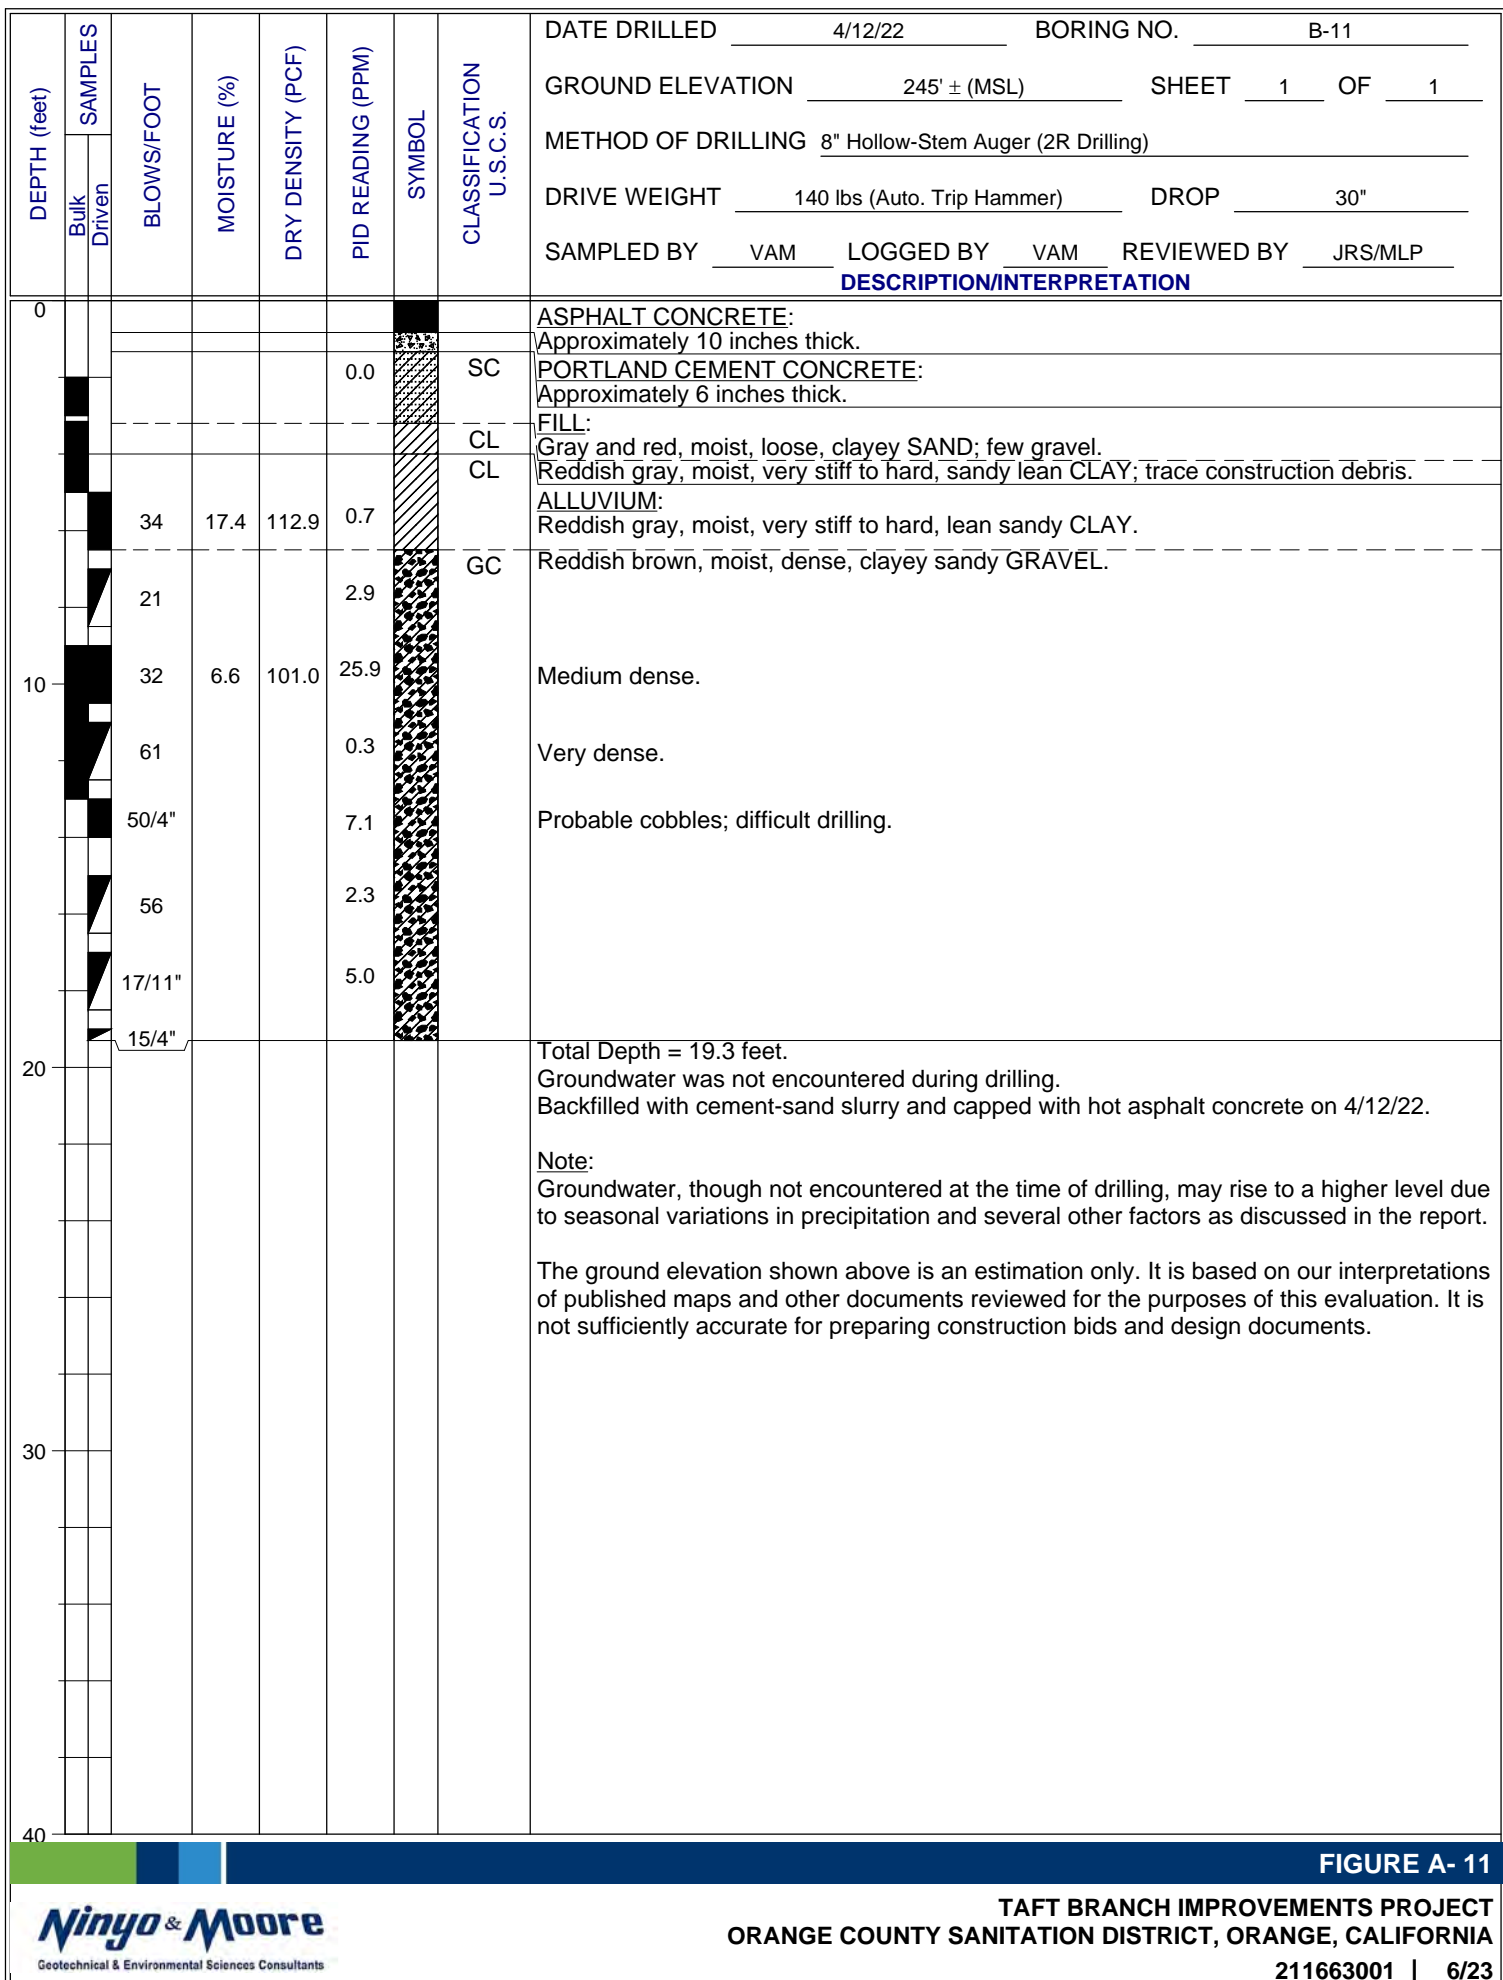 DEPTH (feet)
SAMPLES
Bulk
Driven
BLOWS/FOOT
MOISTURE (%)
DRY DENSITY (PCF)
PID READING (PPM)
SYMBOL
CLASSIFICATION
U.S.C.S.
DATE DRILLED 4/12/22 BORING NO. B-11
GROUND ELEVATION 245' ± (MSL) SHEET 1 OF 1
METHOD OF DRILLING 8" Hollow-Stem Auger (2R Drilling)
DRIVE WEIGHT 140 lbs (Auto. Trip Hammer) DROP 30"
SAMPLED BY VAM LOGGED BY VAM REVIEWED BY JRS/MLP
DESCRIPTION/INTERPRETATION
0 ASPHALT CONCRETE:
Approximately 10 inches thick.
0.0 SC PORTLAND CEMENT CONCRETE:
Approximately 6 inches thick.
FILL:
CL Gray and red, moist, loose, clayey SAND; few gravel.
CL Reddish gray, moist, very stiff to hard, sandy lean CLAY; trace construction debris.
ALLUVIUM:
34 17.4 112.9 0.7 Reddish gray, moist, very stiff to hard, lean sandy CLAY.
GC Reddish brown, moist, dense, clayey sandy GRAVEL.
21 2.9
10 32 6.6 101.0 25.9 Medium dense.
61 0.3 Very dense.
50/4" 7.1 Probable cobbles; difficult drilling.
56 2.3
17/11" 5.0
15/4"
Total Depth = 19.3 feet.
20 Groundwater was not encountered during drilling.
Backfilled with cement-sand slurry and capped with hot asphalt concrete on 4/12/22.
Note:
Groundwater, though not encountered at the time of drilling, may rise to a higher level due
to seasonal variations in precipitation and several other factors as discussed in the report.
The ground elevation shown above is an estimation only. It is based on our interpretations
of published maps and other documents reviewed for the purposes of this evaluation. It is
not sufficiently accurate for preparing construction bids and design documents.
30
40
FIGURE A- 11
Ninyo & Moore
Geotechnical & Environmental Sciences Consultants
TAFT BRANCH IMPROVEMENTS PROJECT
ORANGE COUNTY SANITATION DISTRICT, ORANGE, CALIFORNIA
211663001 | 6/23